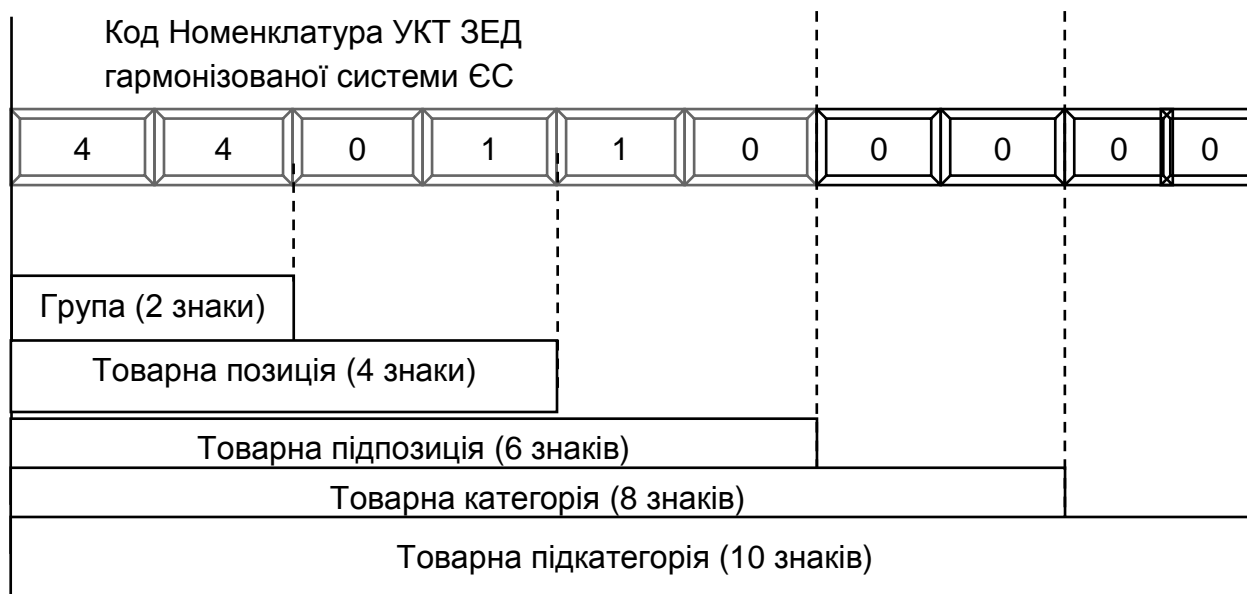 Код Номенклатура УКТ ЗЕД
гармонізованої системи ЄС
4 4 0 1 1 0 0 0 0 0
Група (2 знаки)
Товарна позиція (4 знаки)
Товарна підпозиція (6 знаків)
Товарна категорія (8 знаків)
Товарна підкатегорія (10 знаків)